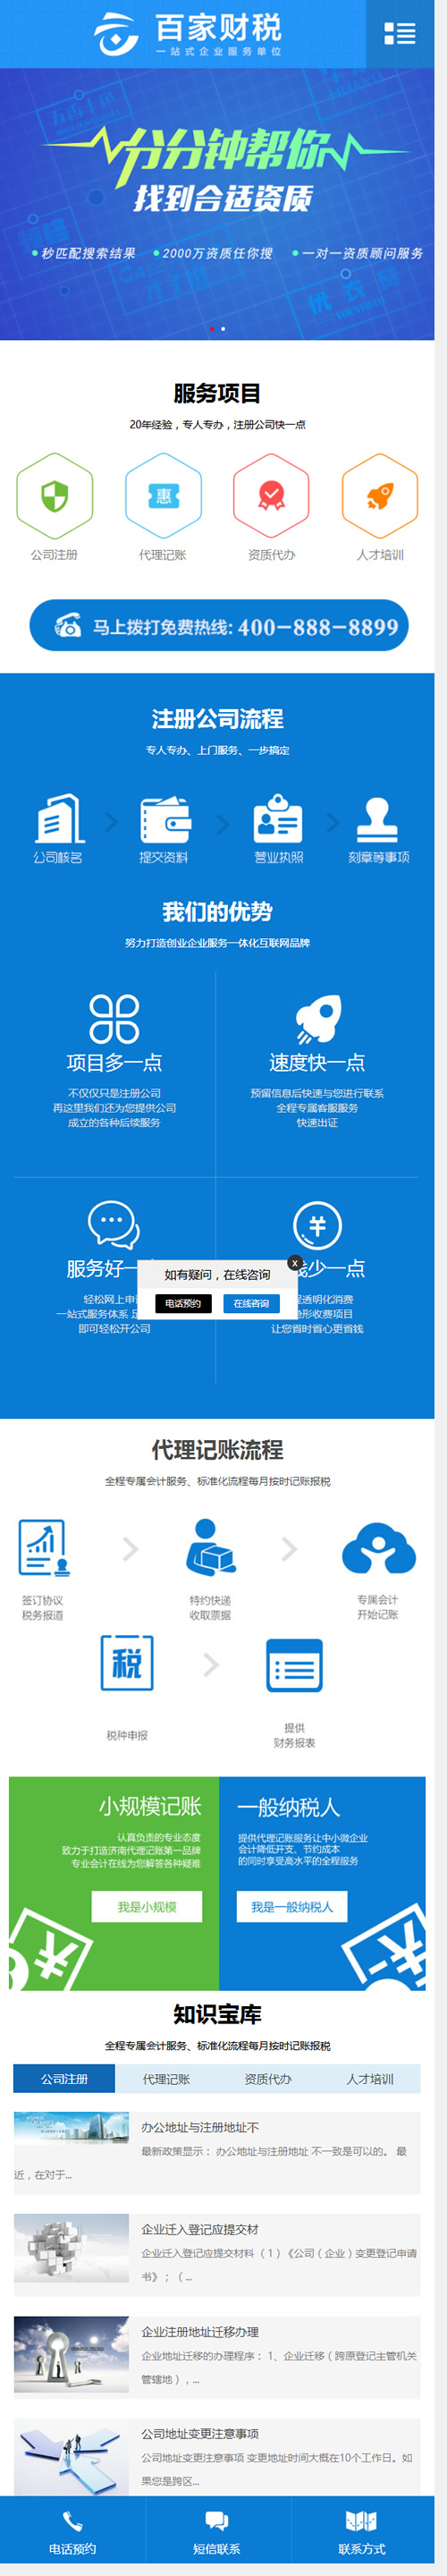 百家财税
一站式企业服务单位
分分钟帮你
找到合适资质
秒匹配搜索结果 2000万资质任你搜 一对一资质顾问服务
服务项目
20年经验，专人专办，注册公司快一点
惠
公司注册 代理记账 资质代办 人才培训
马上拨打免费热线: 400-888-8899
注册公司流程
专人专办、上门服务、一步搞定
公司核名 提交资料 营业执照 刻章等事项
我们的优势
努力打造创业企业服务一体化互联网品牌
项目多一点
不仅仅只是注册公司
再这里我们还为您提供公司
成立的各种后续服务
速度快一点
预留信息后快速与您进行联系
全程专属客服服务
快速出证
服务好一
轻松网上申
一站式服务体系
即可轻松开公司
少一点
透明化消费
形收费项目
让您省时省心更省钱
x
如有疑问，在线咨询
电话预约 在线咨询
代理记账流程
全程专属会计服务、标准化流程每月按时记账报税
签订协议
税务报道
特约快递
收取票据
专属会计
开始记账
税
税种申报
提供
财务报表
小规模记账
认真负责的专业态度
致力于打造济南代理记账第一品牌
专业会计在线为您解答各种疑难
我是小规模
一般纳税人
提供代理记账服务让中小微企业
会计降低开支、节约成本
的同时享受高水平的全程服务
我是一般纳税人
知识宝库
全程专属会计服务、标准化流程每月按时记账报税
公司注册 代理记账 资质代办 人才培训
办公地址与注册地址不
最新政策显示： 办公地址与注册地址 不一致是可以的。 最
近，在对于...
企业迁入登记应提交材
企业迁入登记应提交材料 （1）《公司（企业）变更登记申请
书》；（...
企业注册地址迁移办理
企业地址迁移的办理程序： 1、企业迁移（跨原登记主管机关
管辖地），...
公司地址变更注意事项
公司地址变更注意事项 变更地址时间大概在10个工作日。如
果您是跨区...
电话预约 短信联系 联系方式